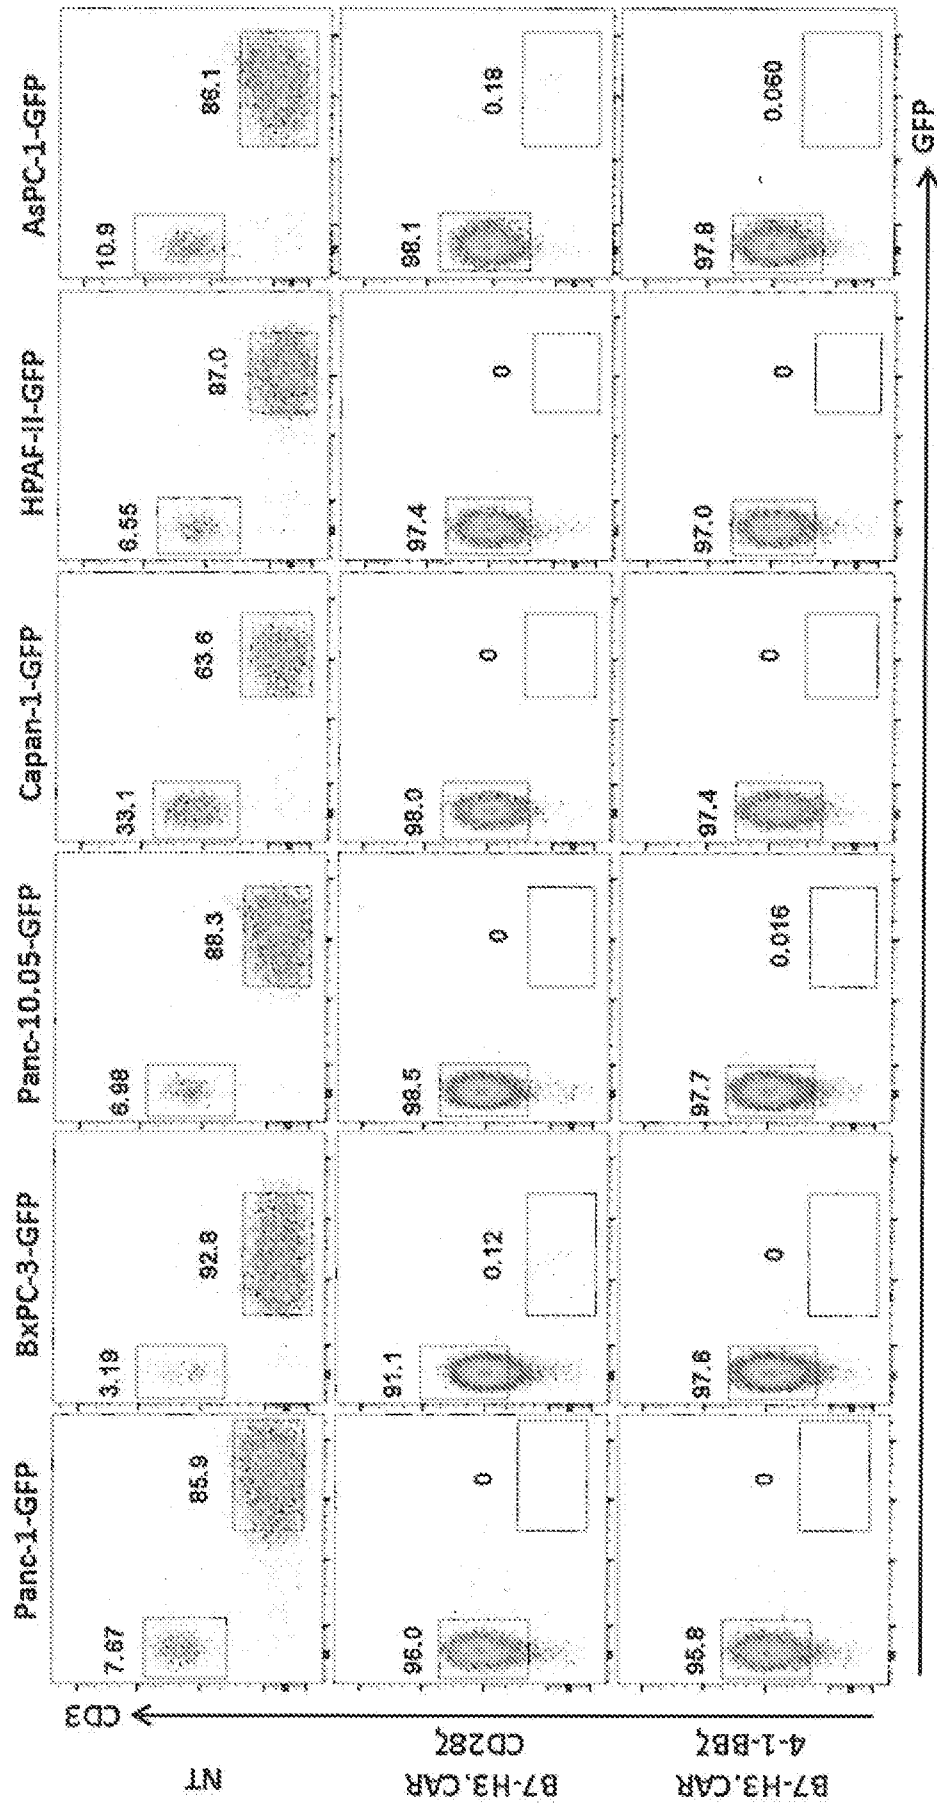 Panc-1-GFP
BxPC-3-GFP
Panc-10.05-GFP
Capan-1-GFP
HPAF-II-GFP
AsPC-1-GFP
CD3
NT
7.67
85.9
3.19
92.8
6.98
88.3
33.1
63.6
6.55
87.0
10.9
86.1
B7-H3.CAR
CD28ζ
96.0
0
91.1
0.12
98.5
0
98.0
0
97.4
0
98.1
0.18
B7-H3.CAR
4-1-BBζ
95.8
0
97.6
0
97.7
0.016
97.4
0
97.0
0
97.8
0.060
GFP